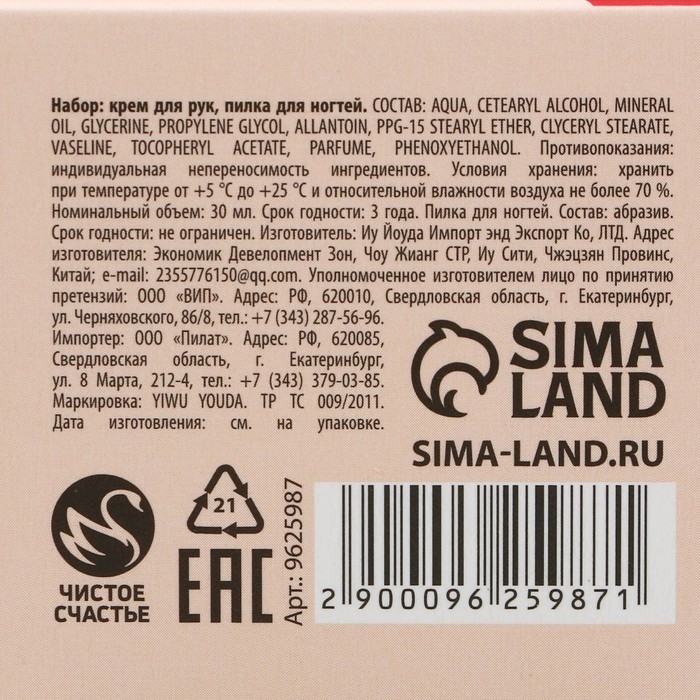 Набор: крем для рук, пилка для ногтей. СОСТАВ: AQUA, CETEARYL ALCOHOL, MINERAL
OIL, GLYCERINE, PROPYLENE GLYCOL, ALLANTOIN, PPG-15 STEARYL ETHER, CLYCERYL STEARATE,
VASELINE, TOCOPHERYL ACETATE, PARFUME, PHENOXYETHANOL. Противопоказания:
индивидуальная непереносимость ингредиентов. Условия хранения: хранить
при температуре от +5 °C до +25 °C и относительной влажности воздуха не более 70 %.
Номинальный объем: 30 мл. Срок годности: 3 года. Пилка для ногтей. Состав: абразив.
Срок годности: не ограничен. Изготовитель: Иу Йоуда Импорт энд Экспорт Ко, ЛТД. Адрес
изготовителя: Экономик Девелопмент Зон, Чоу Жианг СТР, Иу Сити, Чжэцзян Провинс,
Китай; e-mail: 2355776150@qq.com. Уполномоченное изготовителем лицо по принятию
претензий: ООО «ВИП». Адрес: РФ, 620010, Свердловская область, г. Екатеринбург,
ул. Черняховского, 86/8, тел.: +7 (343) 287-56-96.
Импортер: ООО «Пилат». Адрес: РФ, 620085,
Свердловская область, г. Екатеринбург,
ул. 8 Марта, 212-4, тел.: +7 (343) 379-03-85.
Маркировка: YIWU YOUDA. ТР ТС 009/2011.
Дата изготовления: см. на упаковке.
SIMA
LAND
SIMA-LAND.RU
ЧИСТОЕ
СЧАСТЬЕ
21
EAC
Арт.: 9625987
2 900096 259871